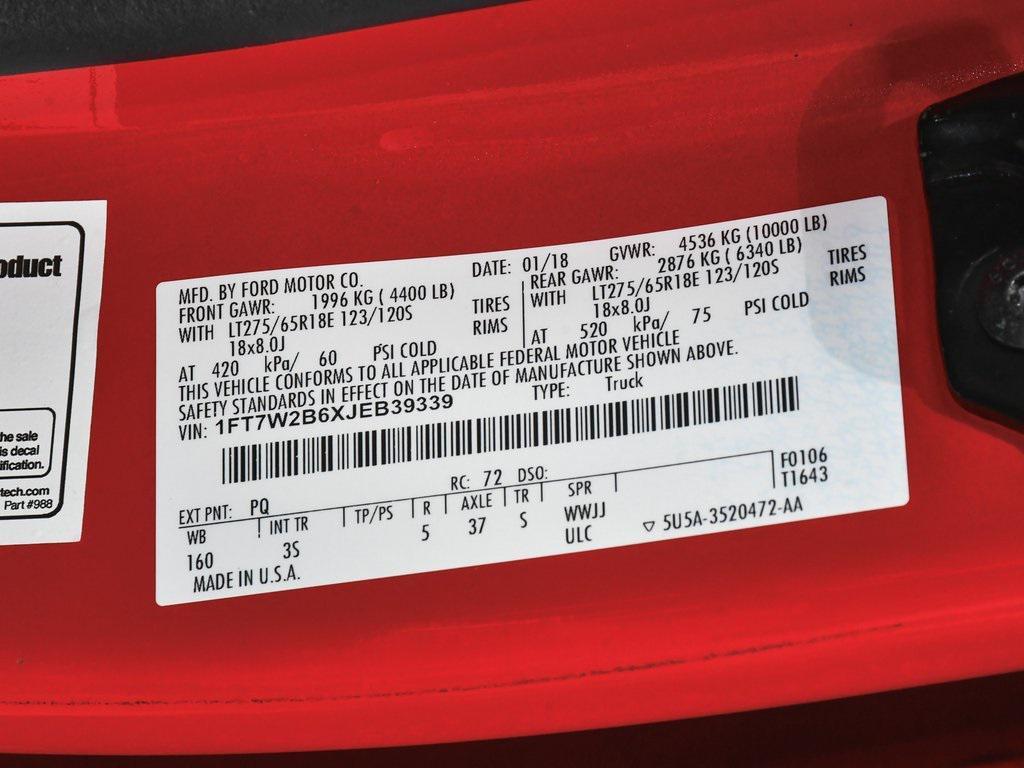 oduct
he sale
is decal
ification.
tech.com
Part #988
MFD. BY FORD MOTOR CO.
DATE: 01/18 GVWR: 4536 KG (10000 LB)
FRONT GAWR: 1996 KG ( 4400 LB)
WITH LT275/65R18E 123/120S TIRES
18x8.0J RIMS
AT 420 kPa/ 60 PSI COLD
REAR GAWR: 2876 KG ( 6340 LB)
WITH LT275/65R18E 123/120S TIRES
18x8.0J RIMS
AT 520 kPa/ 75 PSI COLD
THIS VEHICLE CONFORMS TO ALL APPLICABLE FEDERAL MOTOR VEHICLE
SAFETY STANDARDS IN EFFECT ON THE DATE OF MANUFACTURE SHOWN ABOVE.
VIN: 1FT7W2B6XJEB39339 TYPE: Truck
EXT PNT: PQ RC: 72 DSO: F0106
WB INT TR TP/PS R AXLE TR SPR T1643
160 3S 5 37 S WWJJ
ULC ▽ 5U5A-3520472-AA
MADE IN U.S.A.